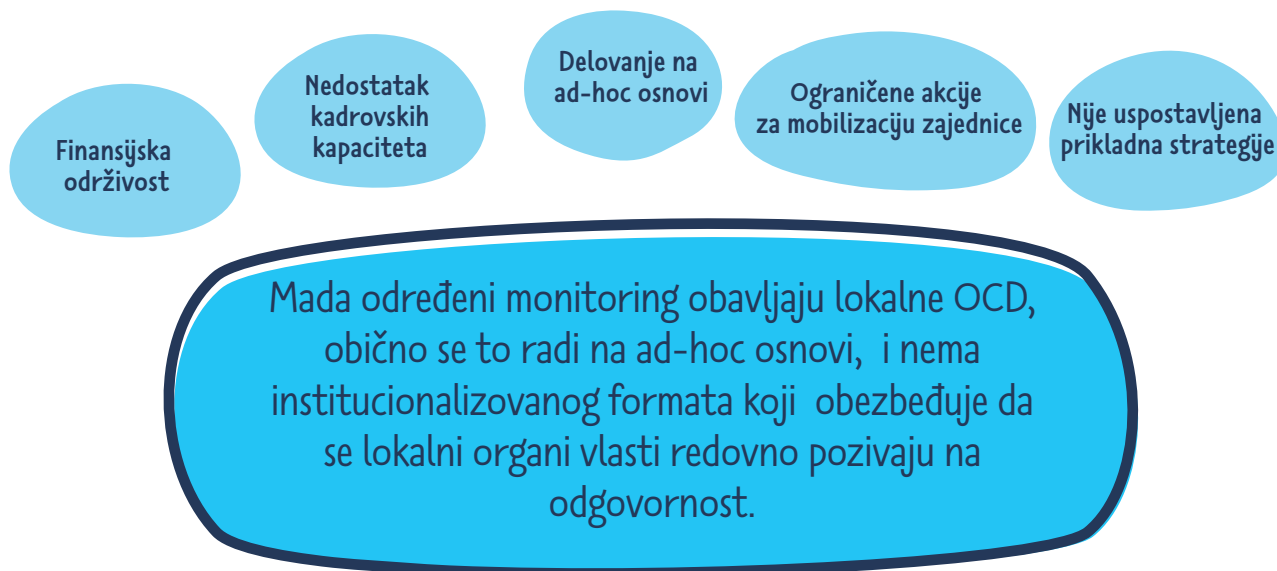 Finansijska
održivost
Nedostatak
kadrovskih
kapaciteta
Delovanje na
ad-hoc osnovi
Ograničene akcije
za mobilizaciju zajednice
Nije uspostavljena
prikladna strategije
Mada određeni monitoring obavljaju lokalne OCD,
obično se to radi na ad-hoc osnovi, i nema
institucionalizovanog formata koji obezbeđuje da
se lokalni organi vlasti redovno pozivaju na
odgovornost.